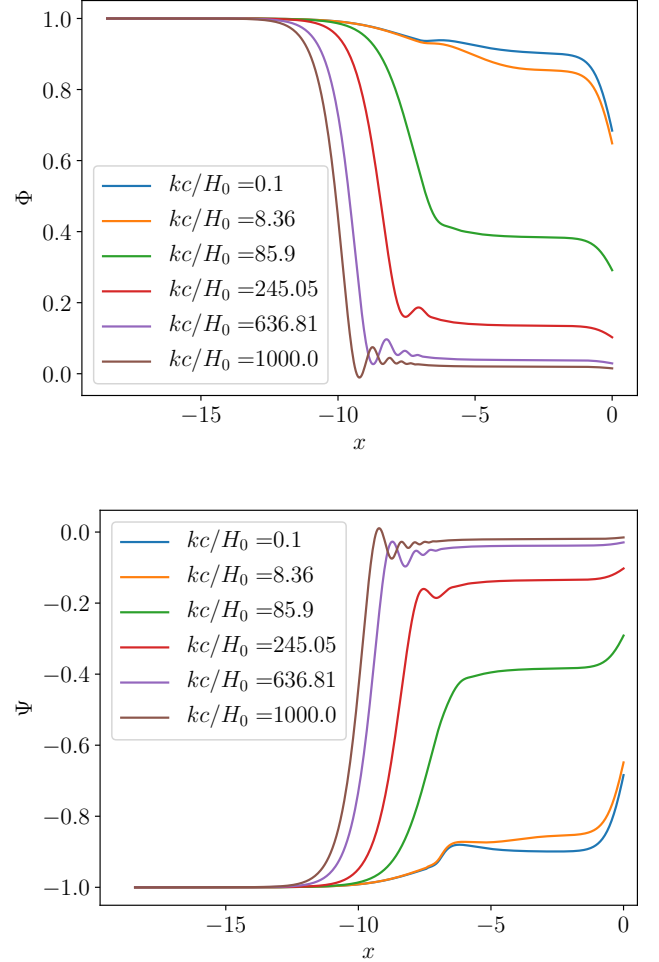 1.0
0.8
0.6
0.4
0.2
0.0
Φ
kc/H₀ =0.1
kc/H₀ =8.36
kc/H₀ =85.9
kc/H₀ =245.05
kc/H₀ =636.81
kc/H₀ =1000.0
−15 −10 −5 0
x
0.0
−0.2
−0.4
−0.6
−0.8
−1.0
Ψ
kc/H₀ =0.1
kc/H₀ =8.36
kc/H₀ =85.9
kc/H₀ =245.05
kc/H₀ =636.81
kc/H₀ =1000.0
−15 −10 −5 0
x